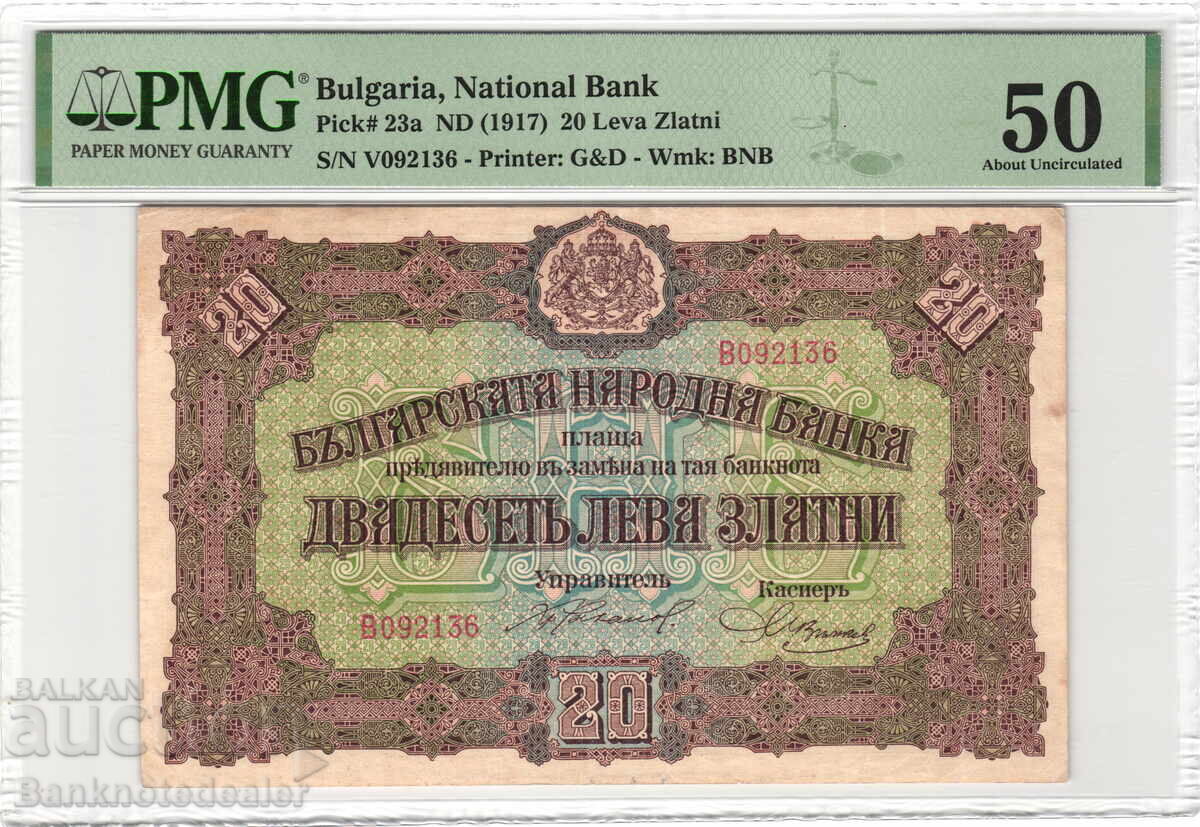 PMG®
PAPER MONEY GUARANTY
Bulgaria, National Bank
Pick# 23a ND (1917) 20 Leva Zlatni
S/N V092136 - Printer: G&D - Wmk: BNB
50
About Uncirculated
20
20
В092136
БЪЛГАРСКАТА НАРОДНА БАНКА
плаща
прѣдявителю въ замѣна на тая банкнота
ДВАДЕСЕТЬ ЛЕВА ЗЛАТНИ
Управитель
Касиеръ
В092136
20
BALKAN
auction
Banknotedealer